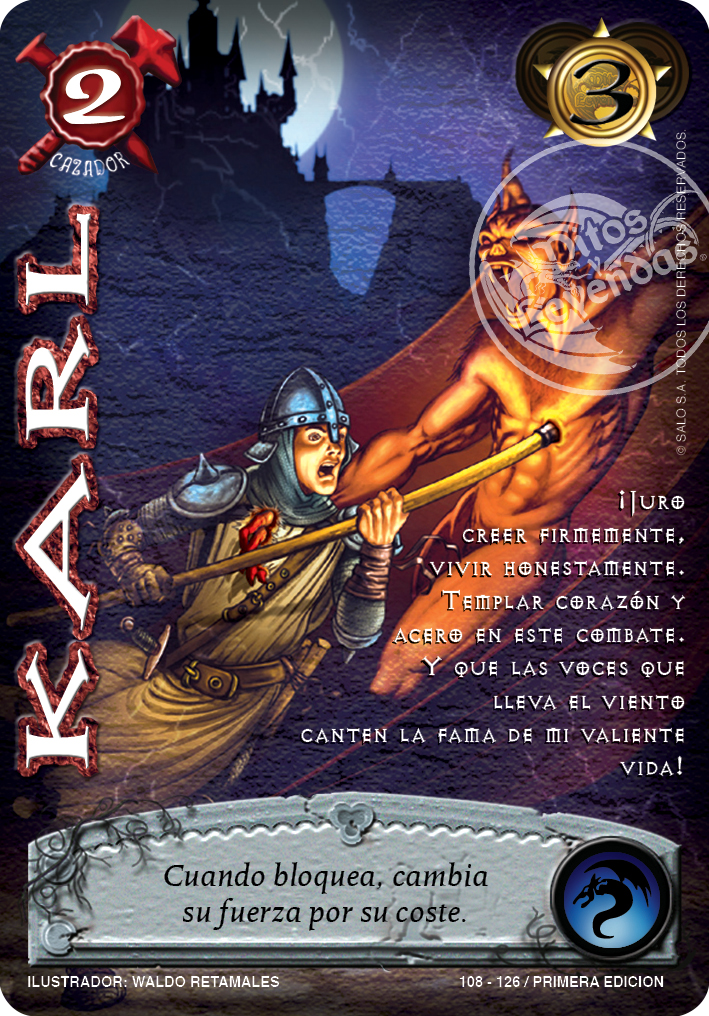 2
CAZADOR
3
KARL
mitos
y leyendas
© SALO S.A. TODOS LOS DERECHOS RESERVADOS
¡Juro
creer firmemente,
vivir honestamente.
Templar corazón y
acero en este combate.
Y que las voces que
lleva el viento
canten la fama de mi valiente
vida!
Cuando bloquea, cambia
su fuerza por su coste.
ILUSTRADOR: WALDO RETAMALES
108 - 126 / PRIMERA EDICION